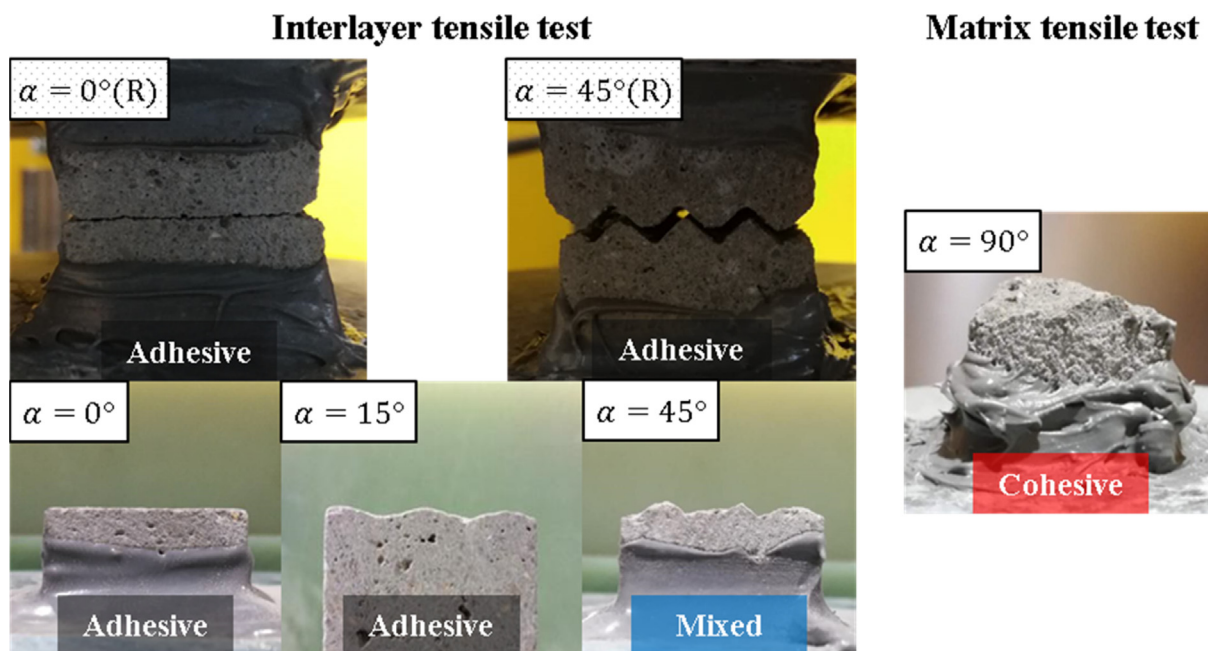 Interlayer tensile test
Matrix tensile test
α = 0°(R)
α = 45°(R)
Adhesive
Adhesive
α = 90°
Cohesive
α = 0°
α = 15°
α = 45°
Adhesive
Adhesive
Mixed